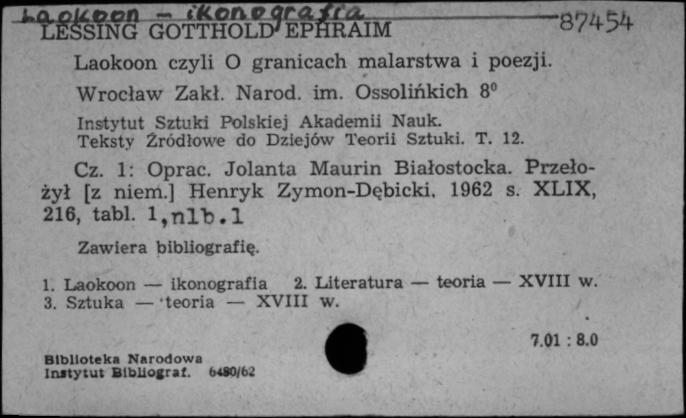 Laokoon - ikonografia
87454
LESSING GOTTHOLD EPHRAIM
Laokoon czyli O granicach malarstwa i poezji.
Wrocław Zakł. Narod. im. Ossolińkich 8⁰
Instytut Sztuki Polskiej Akademii Nauk.
Teksty Źródłowe do Dziejów Teorii Sztuki. T. 12.
Cz. 1: Oprac. Jolanta Maurin Białostocka. Przeło-
żył [z niem.] Henryk Zymon-Dębicki. 1962 s. XLIX,
216, tabl. 1, nlb. 1
Zawiera bibliografię.
1. Laokoon — ikonografia 2. Literatura — teoria — XVIII w.
3. Sztuka — teoria — XVIII w.
7.01 : 8.0
Biblioteka Narodowa
Instytut Bibliograf. 6480/62